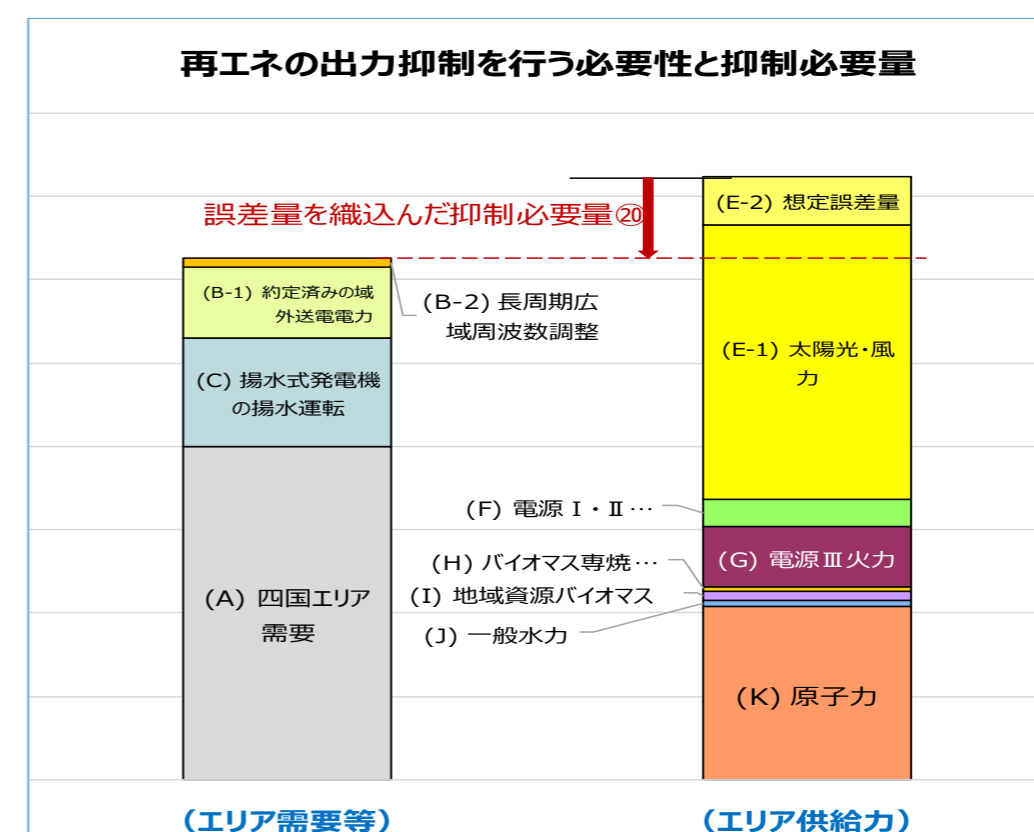 再エネの出力抑制を行う必要性と抑制必要量
誤差量を織込んだ抑制必要量⑳
(E-2) 想定誤差量
(B-1) 約定済みの域
外送電電力
(B-2) 長周期広
域周波数調整
(E-1) 太陽光・風
力
(C) 揚水式発電機
の揚水運転
(F) 電源Ⅰ・Ⅱ…
(G) 電源Ⅲ火力
(H) バイオマス専焼…
(I) 地域資源バイオマス
(J) 一般水力
(A) 四国エリア
需要
(K) 原子力
(エリア需要等)
(エリア供給力)